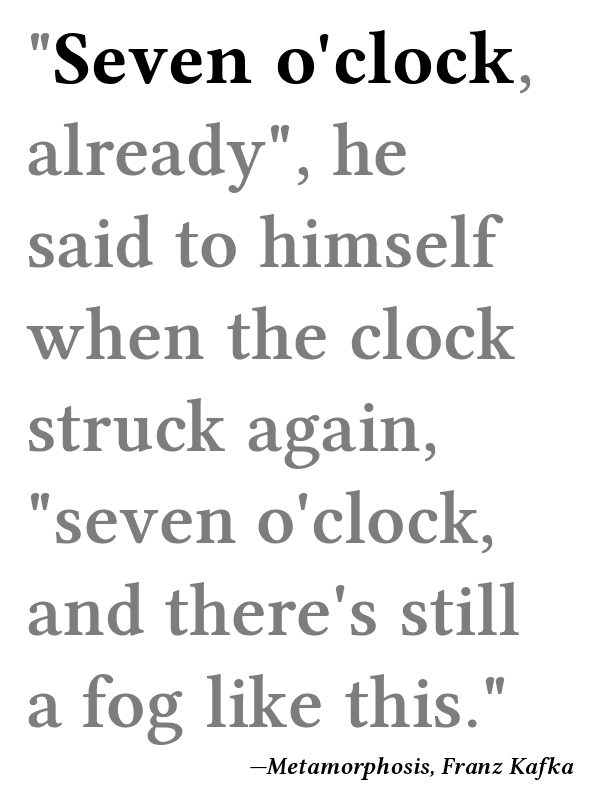 "Seven o'clock,
already", he
said to himself
when the clock
struck again,
"seven o'clock,
and there's still
a fog like this."
—Metamorphosis, Franz Kafka